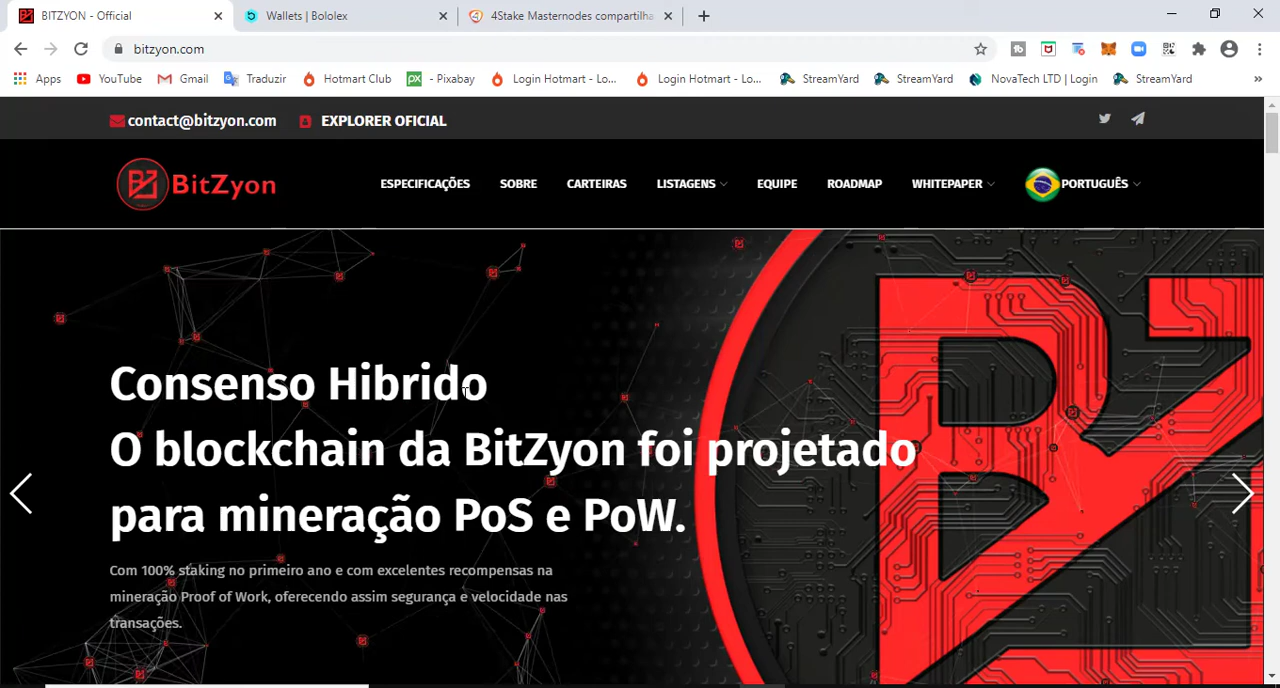 BITZYON - Official
Wallets | Bololex
4Stake Masternodes compartilha
bitzyon.com
Apps
YouTube
Gmail
Traduzir
Hotmart Club
- Pixabay
Login Hotmart - Lo...
Login Hotmart - Lo...
StreamYard
StreamYard
NovaTech LTD | Login
StreamYard
contact@bitzyon.com
EXPLORER OFICIAL
BitZyon
ESPECIFICAÇÕES
SOBRE
CARTEIRAS
LISTAGENS
EQUIPE
ROADMAP
WHITEPAPER
PORTUGUÊS
Consenso Hibrido
O blockchain da BitZyon foi projetado
para mineração PoS e PoW.
Com 100% staking no primeiro ano e com excelentes recompensas na
mineração Proof of Work, oferecendo assim segurança e velocidade nas
transações.